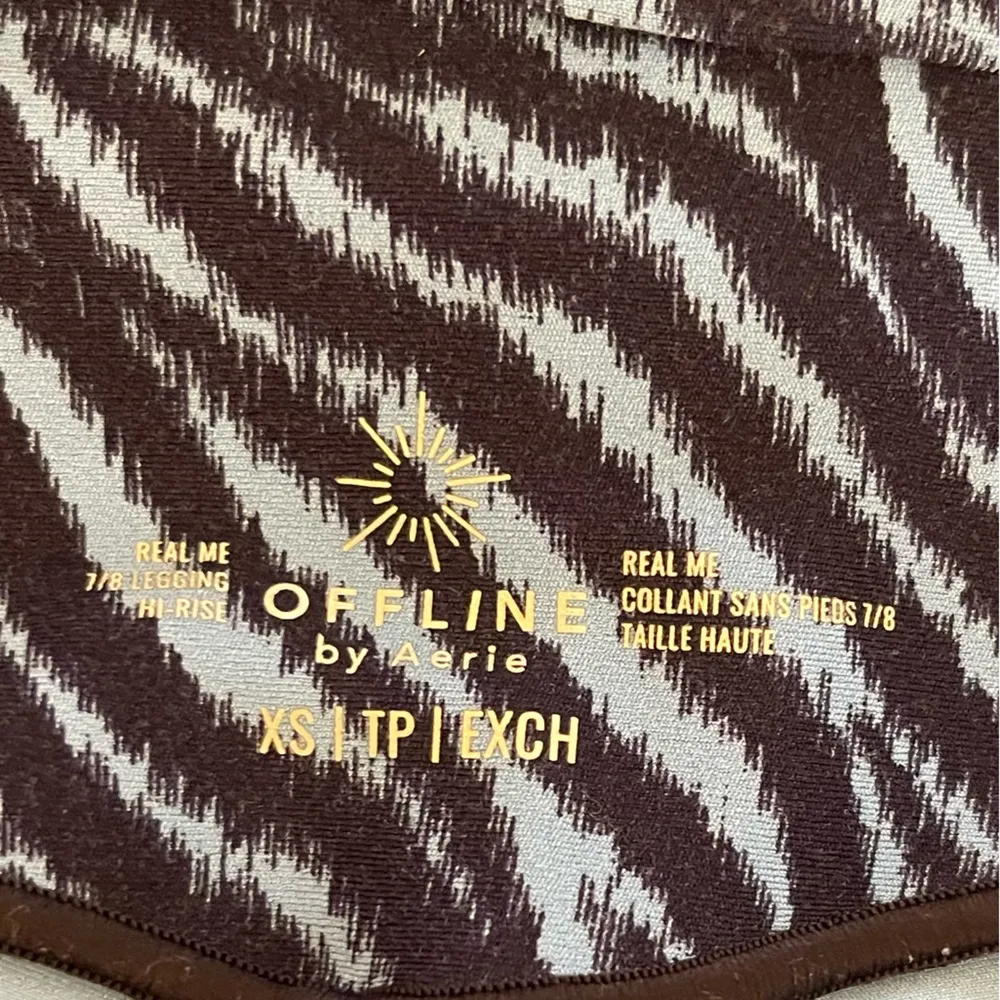 REAL ME
7/8 LEGGING
HI-RISE
OFFLINE
by Aerie
REAL ME
COLLANT SANS PIEDS 7/8
TAILLE HAUTE
XS | TP | EXCH